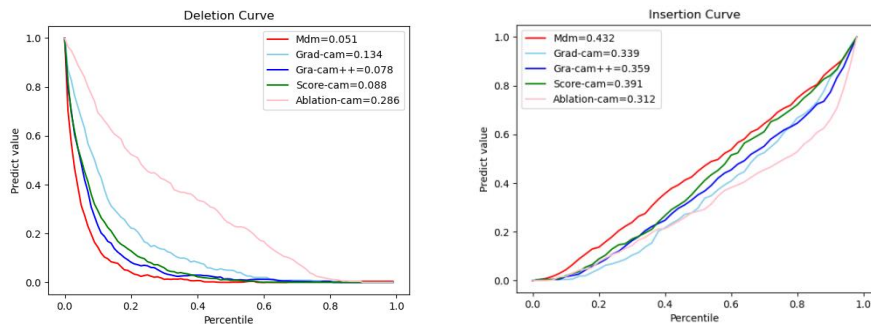 Deletion Curve
Mdm=0.051
Grad-cam=0.134
Gra-cam++=0.078
Score-cam=0.088
Ablation-cam=0.286
Predict value
1.0
0.8
0.6
0.4
0.2
0.0
0.0 0.2 0.4 0.6 0.8 1.0
Percentile
Insertion Curve
Mdm=0.432
Grad-cam=0.339
Gra-cam++=0.359
Score-cam=0.391
Ablation-cam=0.312
Predict value
1.0
0.8
0.6
0.4
0.2
0.0
0.0 0.2 0.4 0.6 0.8 1.0
Percentile